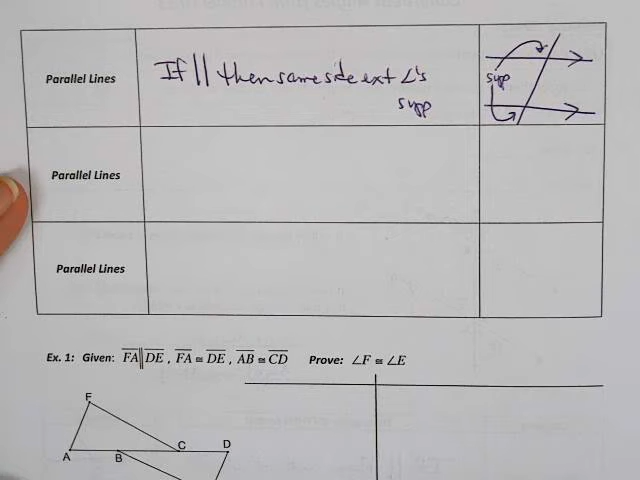 Parallel Lines
If || then same side ext ∠'s
supp
supp
Parallel Lines
Parallel Lines
Ex. 1: Given: FA || DE , FA ≅ DE , AB ≅ CD Prove: ∠F ≅ ∠E
F
A B C D